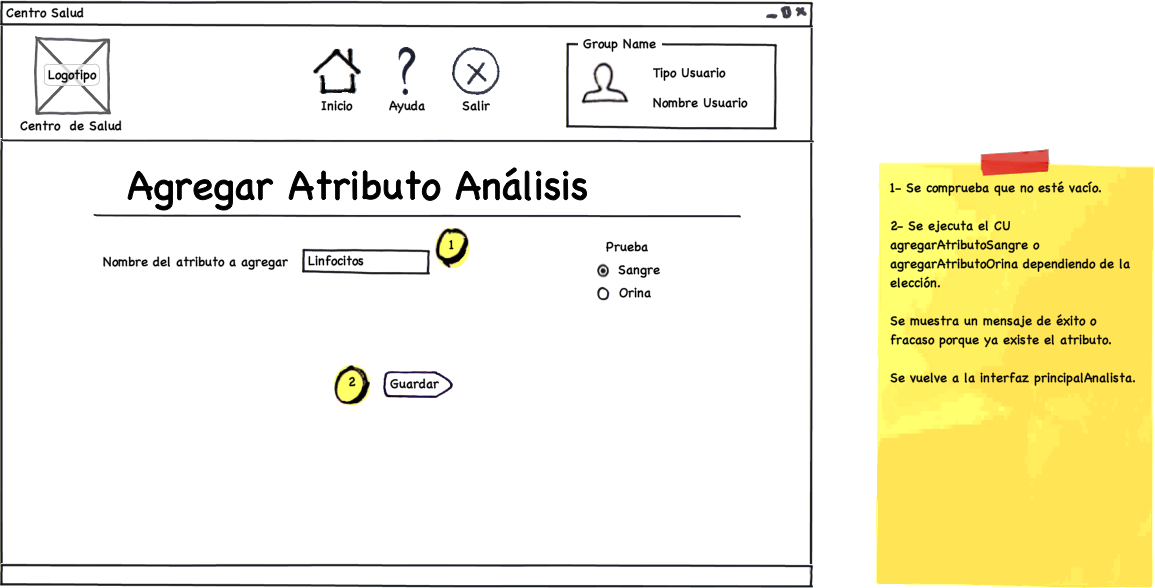 Centro Salud
Logotipo
Centro de Salud
Inicio
Ayuda
Salir
Group Name
Tipo Usuario
Nombre Usuario
Agregar Atributo Análisis
Nombre del atributo a agregar
Linfocitos
1
Prueba
Sangre
Orina
2
Guardar
1- Se comprueba que no esté vacío.
2- Se ejecuta el CU
agregarAtributoSangre o
agregarAtributoOrina dependiendo de la
elección.
Se muestra un mensaje de éxito o
fracaso porque ya existe el atributo.
Se vuelve a la interfaz principalAnalista.